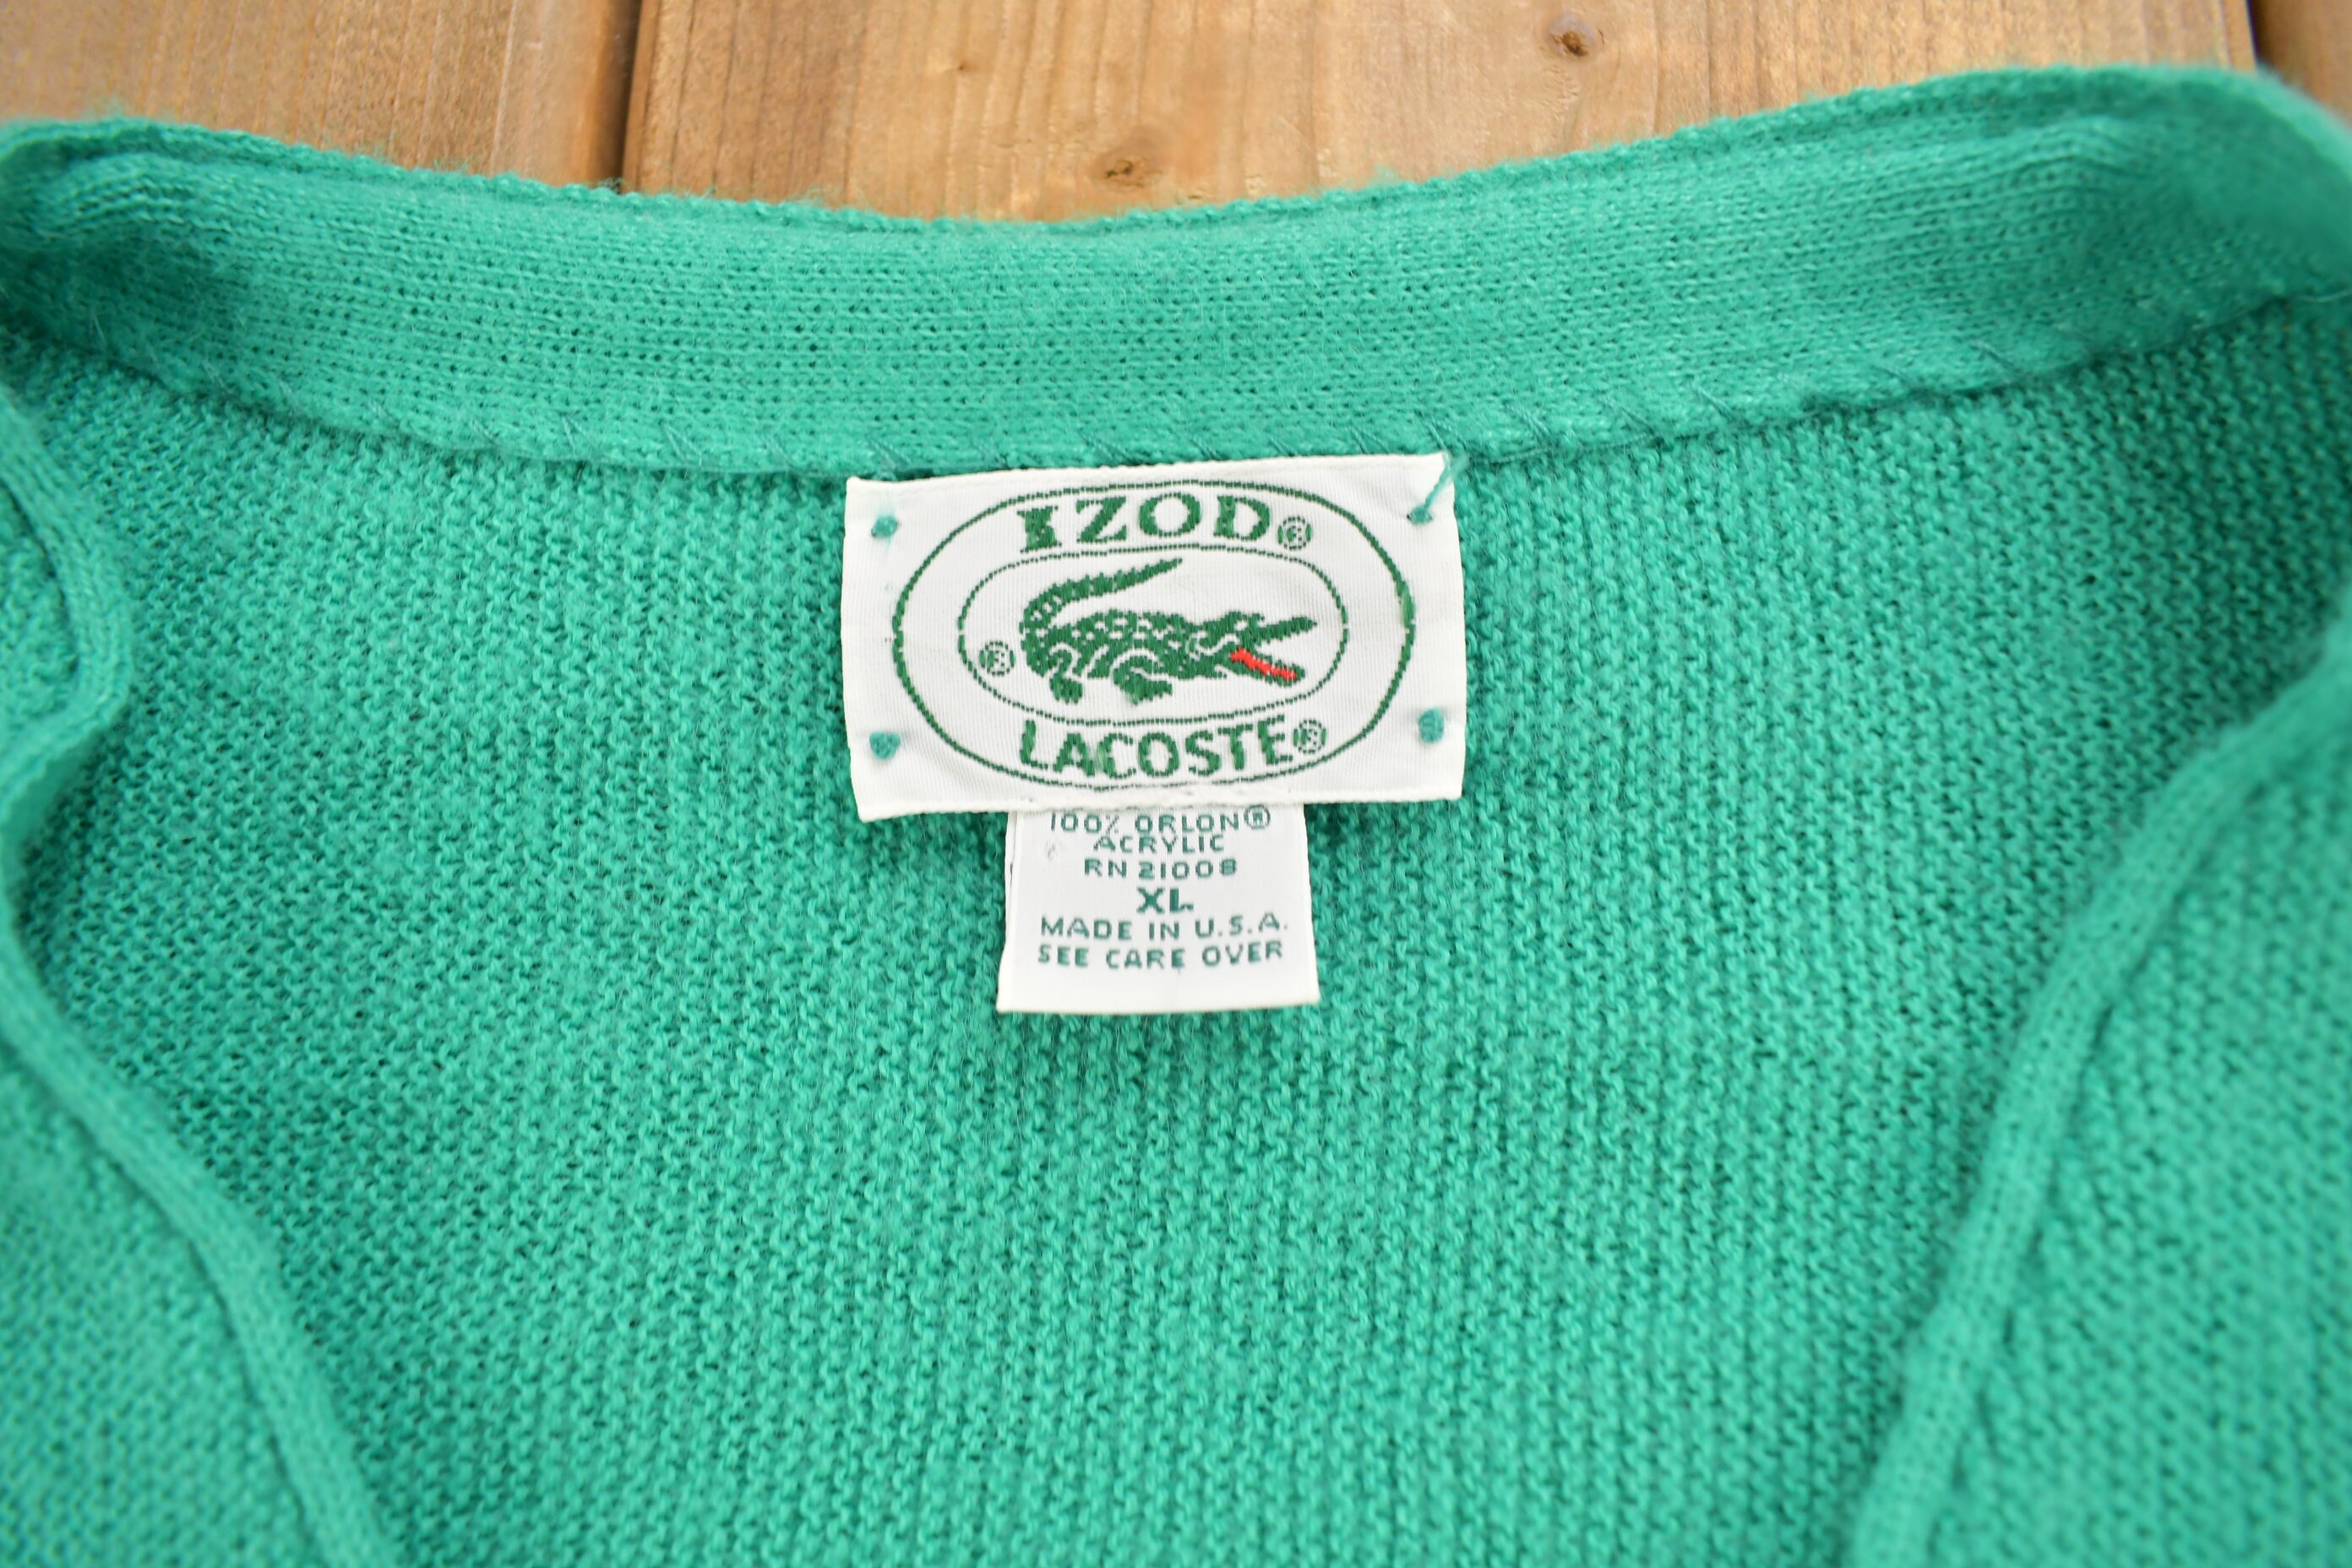 IZOD®
®
LACOSTE®
100% ORLON®
ACRYLIC
RN 21008
XL
MADE IN U.S.A.
SEE CARE OVER